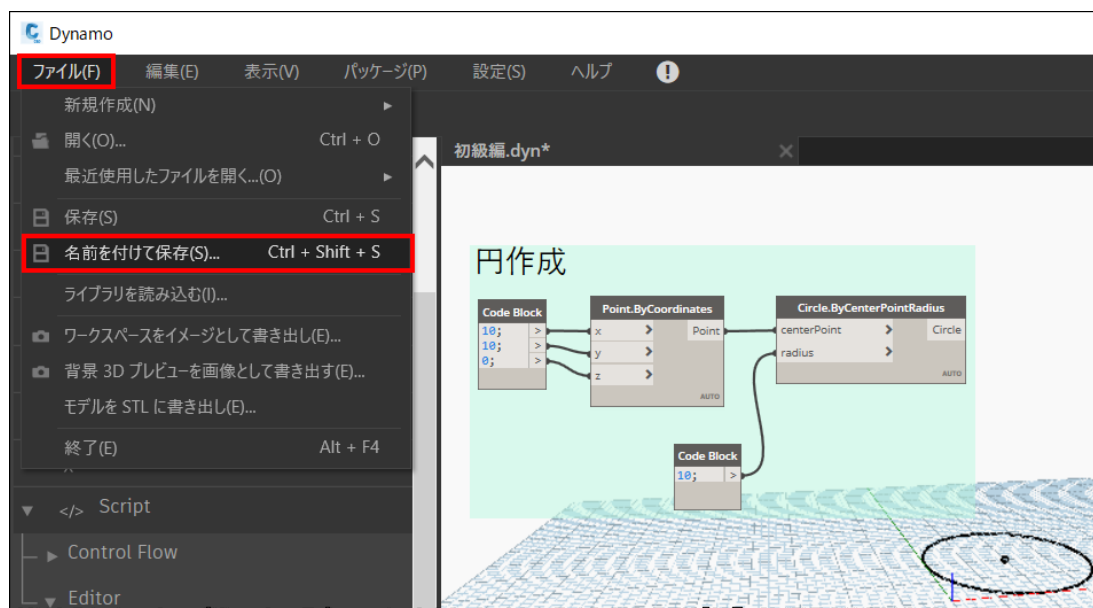 Dynamo
ファイル(F) 編集(E) 表示(V) パッケージ(P) 設定(S) ヘルプ !
新規作成(N)
開く(O)... Ctrl + O
最近使用したファイルを開く...(O)
保存(S) Ctrl + S
名前を付けて保存(S)... Ctrl + Shift + S
ライブラリを読み込む(I)...
ワークスペースをイメージとして書き出し(E)...
背景 3D プレビューを画像として書き出す(E)...
モデルを STL に書き出し(E)...
終了(E) Alt + F4
</> Script
Control Flow
Editor
初級編.dyn*
円作成
Code Block
10; >
10; >
0; >
Point.ByCoordinates
x > Point
y >
z >
AUTO
Circle.ByCenterPointRadius
centerPoint > Circle
radius >
AUTO
Code Block
10; >